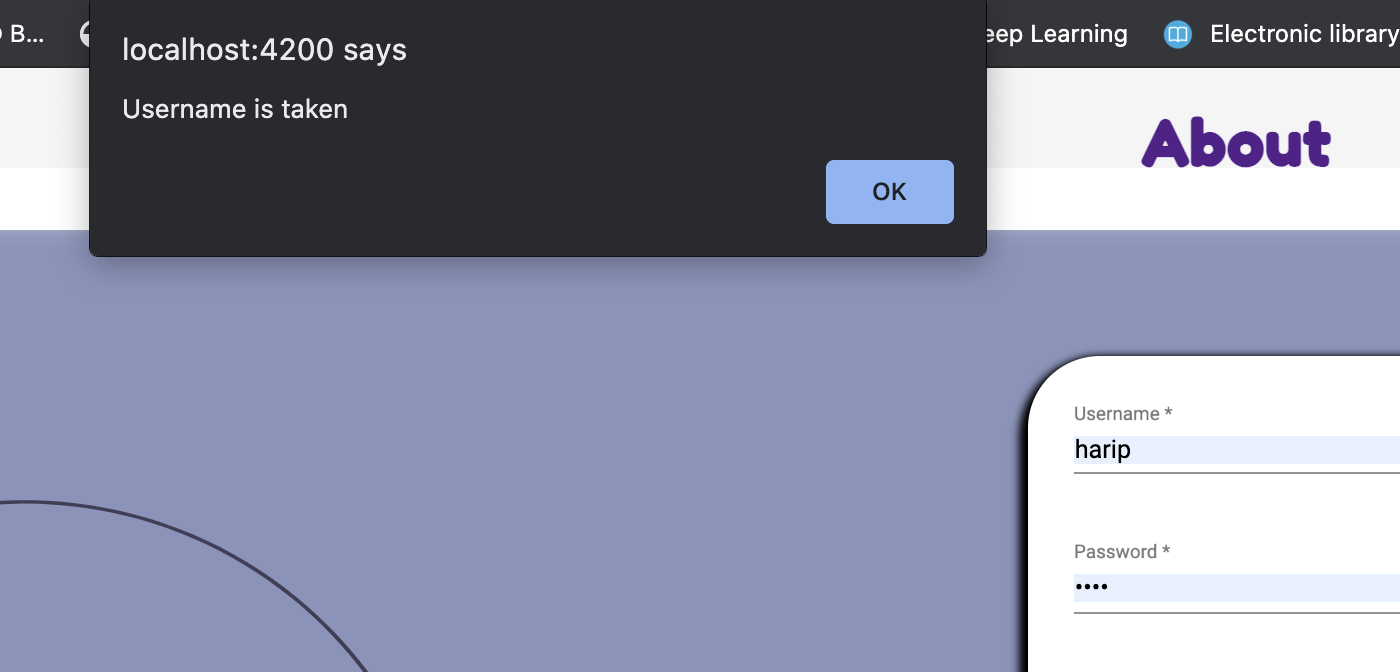 B...
eep Learning
Electronic library
localhost:4200 says
Username is taken
OK
About
Username *
harip
Password *
••••